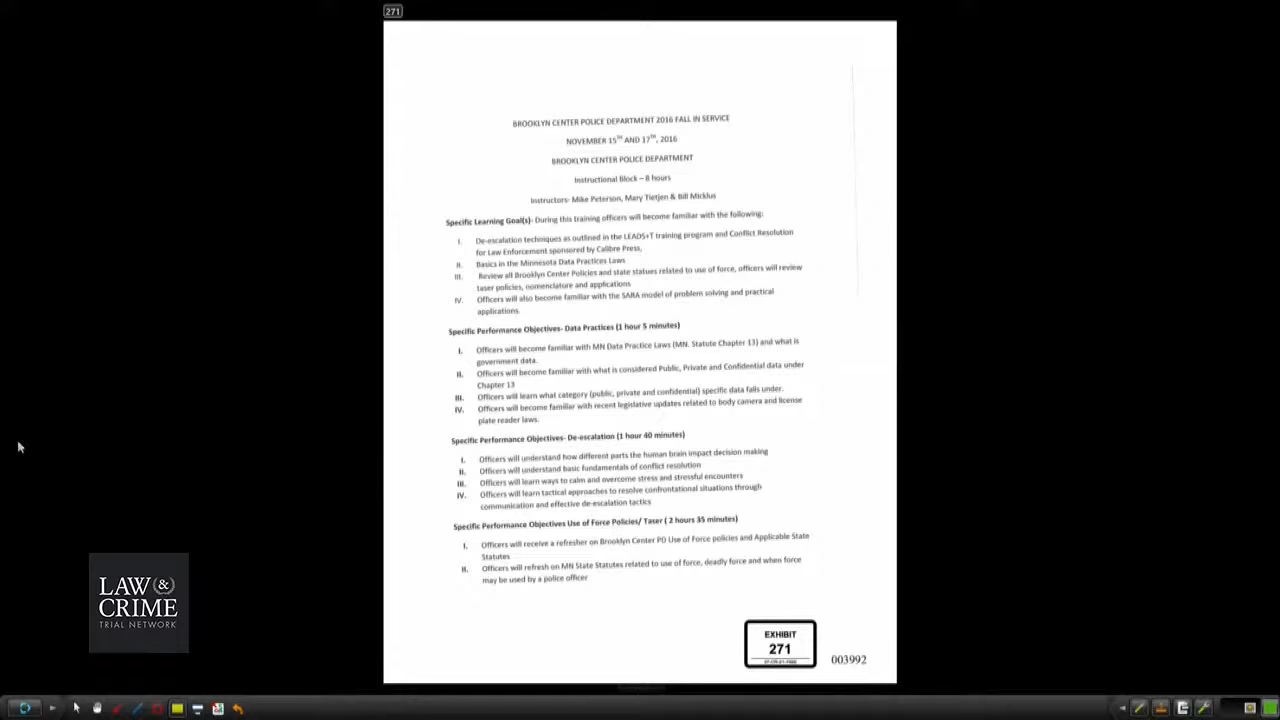 271
BROOKLYN CENTER POLICE DEPARTMENT 2016 FALL IN SERVICE
NOVEMBER 15TH AND 17TH, 2016
BROOKLYN CENTER POLICE DEPARTMENT
Instructional Block – 8 hours
Instructors- Mike Peterson, Mary Tietjen & Bill Micklus
Specific Learning Goal(s)- During this training officers will become familiar with the following:
I. De-escalation techniques as outlined in the LEADS+T training program and Conflict Resolution
for Law Enforcement sponsored by Calibre Press,
II. Basics in the Minnesota Data Practices Laws
III. Review all Brooklyn Center Policies and state statues related to use of force, officers will review
taser policies, nomenclature and applications
IV. Officers will also become familiar with the SARA model of problem solving and practical
applications.
Specific Performance Objectives- Data Practices (1 hour 5 minutes)
I. Officers will become familiar with MN Data Practice Laws (MN. Statute Chapter 13) and what is
government data.
II. Officers will become familiar with what is considered Public, Private and Confidential data under
Chapter 13
III. Officers will learn what category (public, private and confidential) specific data falls under.
IV. Officers will become familiar with recent legislative updates related to body camera and license
plate reader laws.
Specific Performance Objectives- De-escalation (1 hour 40 minutes)
I. Officers will understand how different parts the human brain impact decision making
II. Officers will understand basic fundamentals of conflict resolution
III. Officers will learn ways to calm and overcome stress and stressful encounters
IV. Officers will learn tactical approaches to resolve confrontational situations through
communication and effective de-escalation tactics
Specific Performance Objectives Use of Force Policies/ Taser ( 2 hours 35 minutes)
I. Officers will receive a refresher on Brooklyn Center PD Use of Force policies and Applicable State
Statutes
II. Officers will refresh on MN State Statutes related to use of force, deadly force and when force
may be used by a police officer
LAW &
CRIME
TRIAL NETWORK
EXHIBIT
271
003992